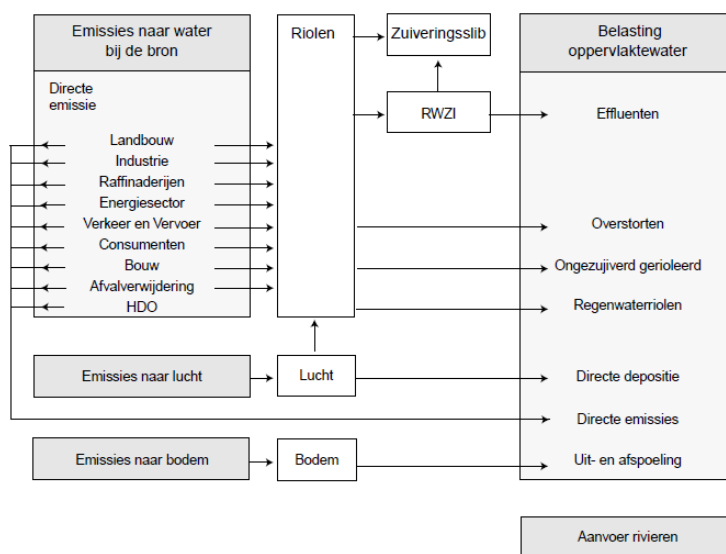 Emissies naar water
bij de bron
Riolen
Zuiveringsslib
Belasting
oppervlaktewater
Directe
emissie
RWZI
Effluenten
Landbouw
Industrie
Raffinaderijen
Energiesector
Verkeer en Vervoer
Overstorten
Consumenten
Bouw
Ongezujiverd gerioleerd
Afvalverwijdering
HDO
Regenwaterriolen
Emissies naar lucht
Lucht
Directe depositie
Directe emissies
Emissies naar bodem
Bodem
Uit- en afspoeling
Aanvoer rivieren